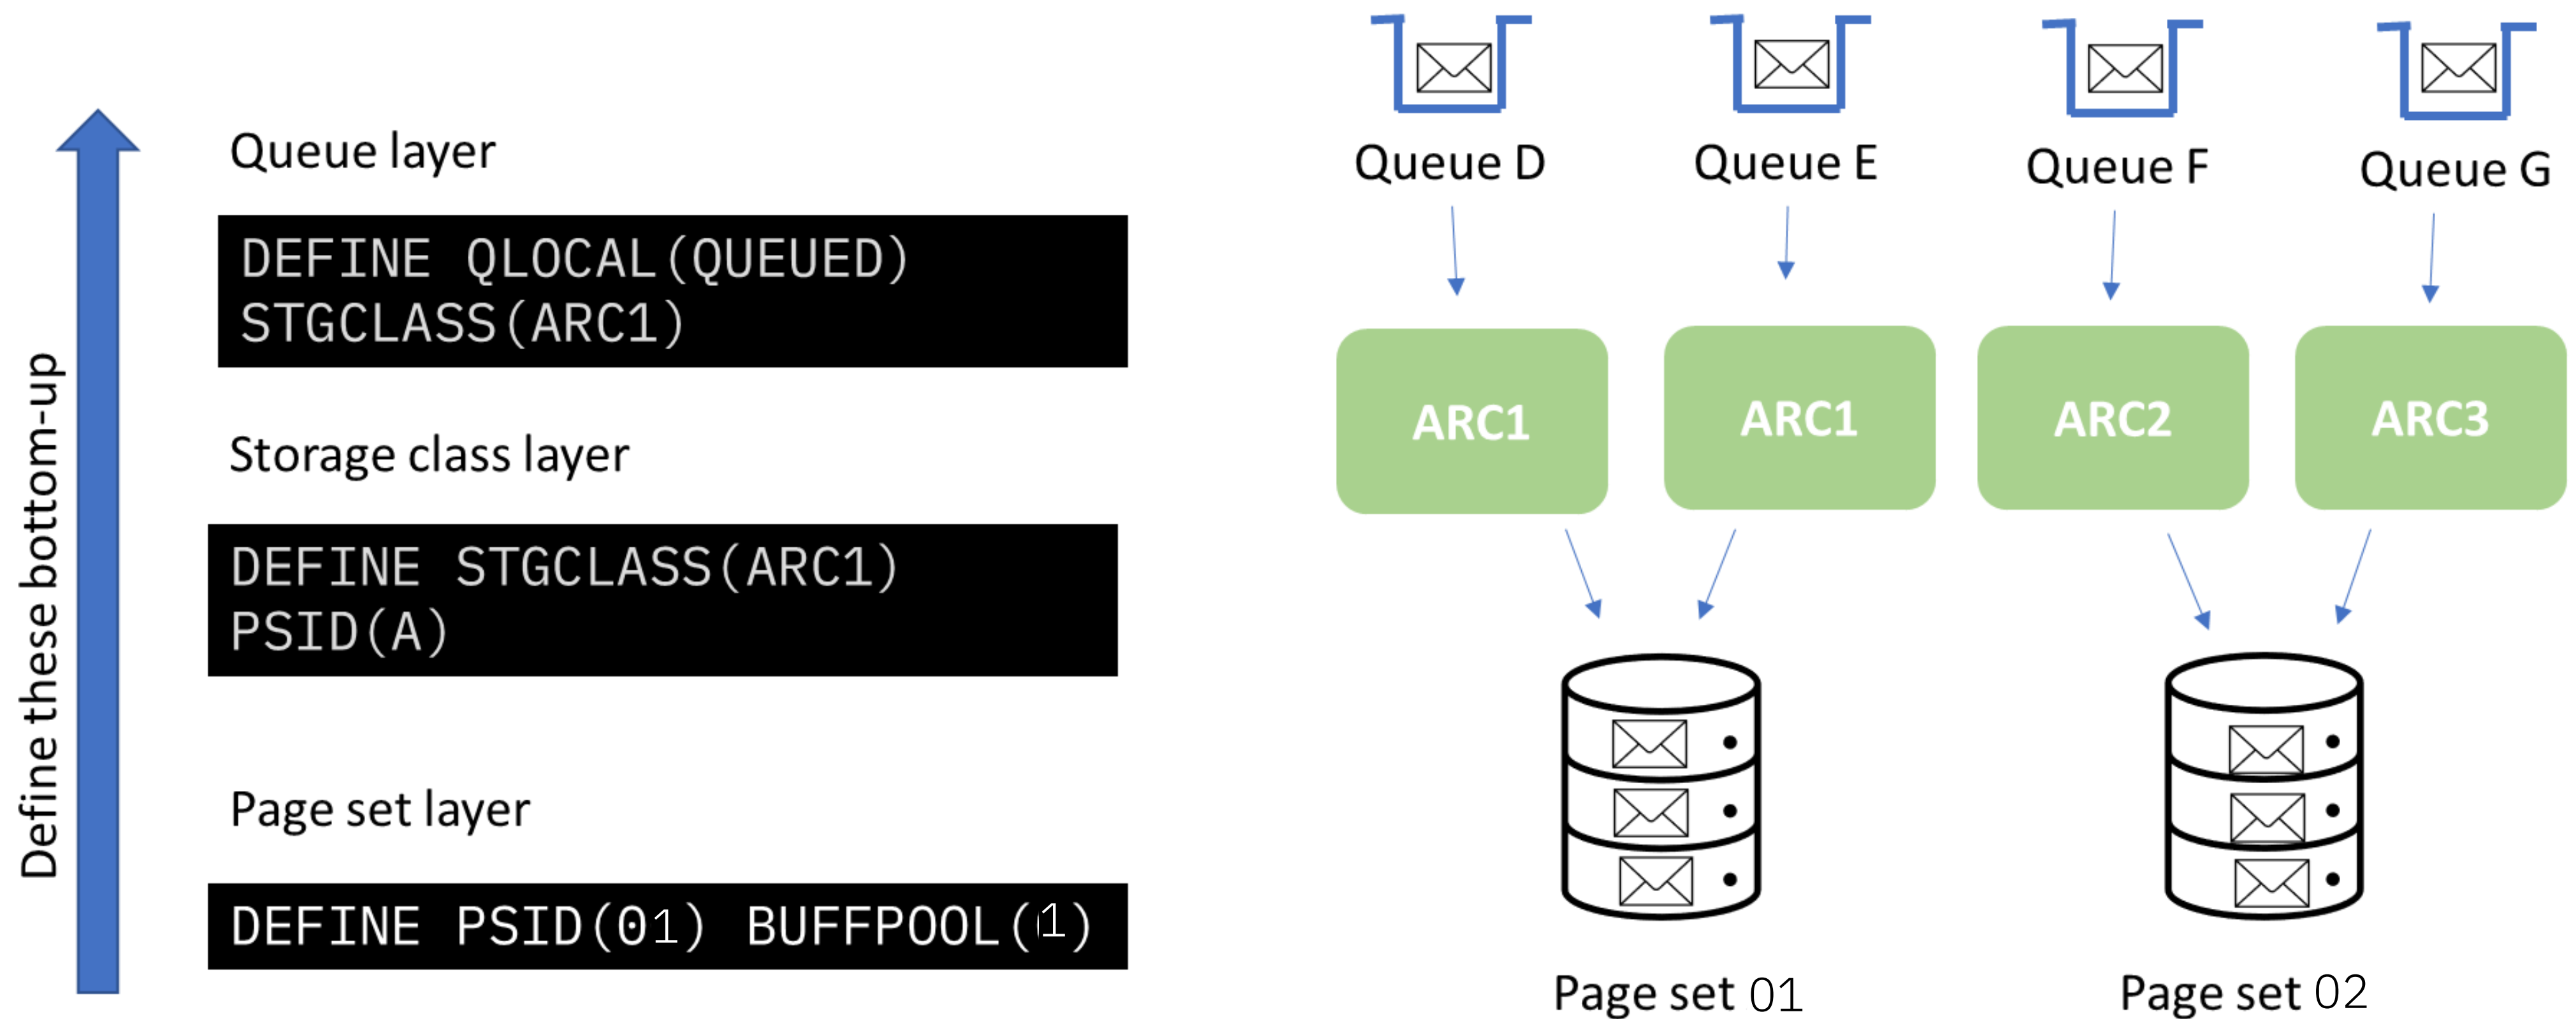 Define these bottom-up
Queue layer
DEFINE QLOCAL(QUEUED)
STGCLASS(ARC1)
Storage class layer
DEFINE STGCLASS(ARC1)
PSID(A)
Page set layer
DEFINE PSID(01) BUFFPOOL(1)
Queue D
Queue E
Queue F
Queue G
ARC1
ARC1
ARC2
ARC3
Page set 01
Page set 02